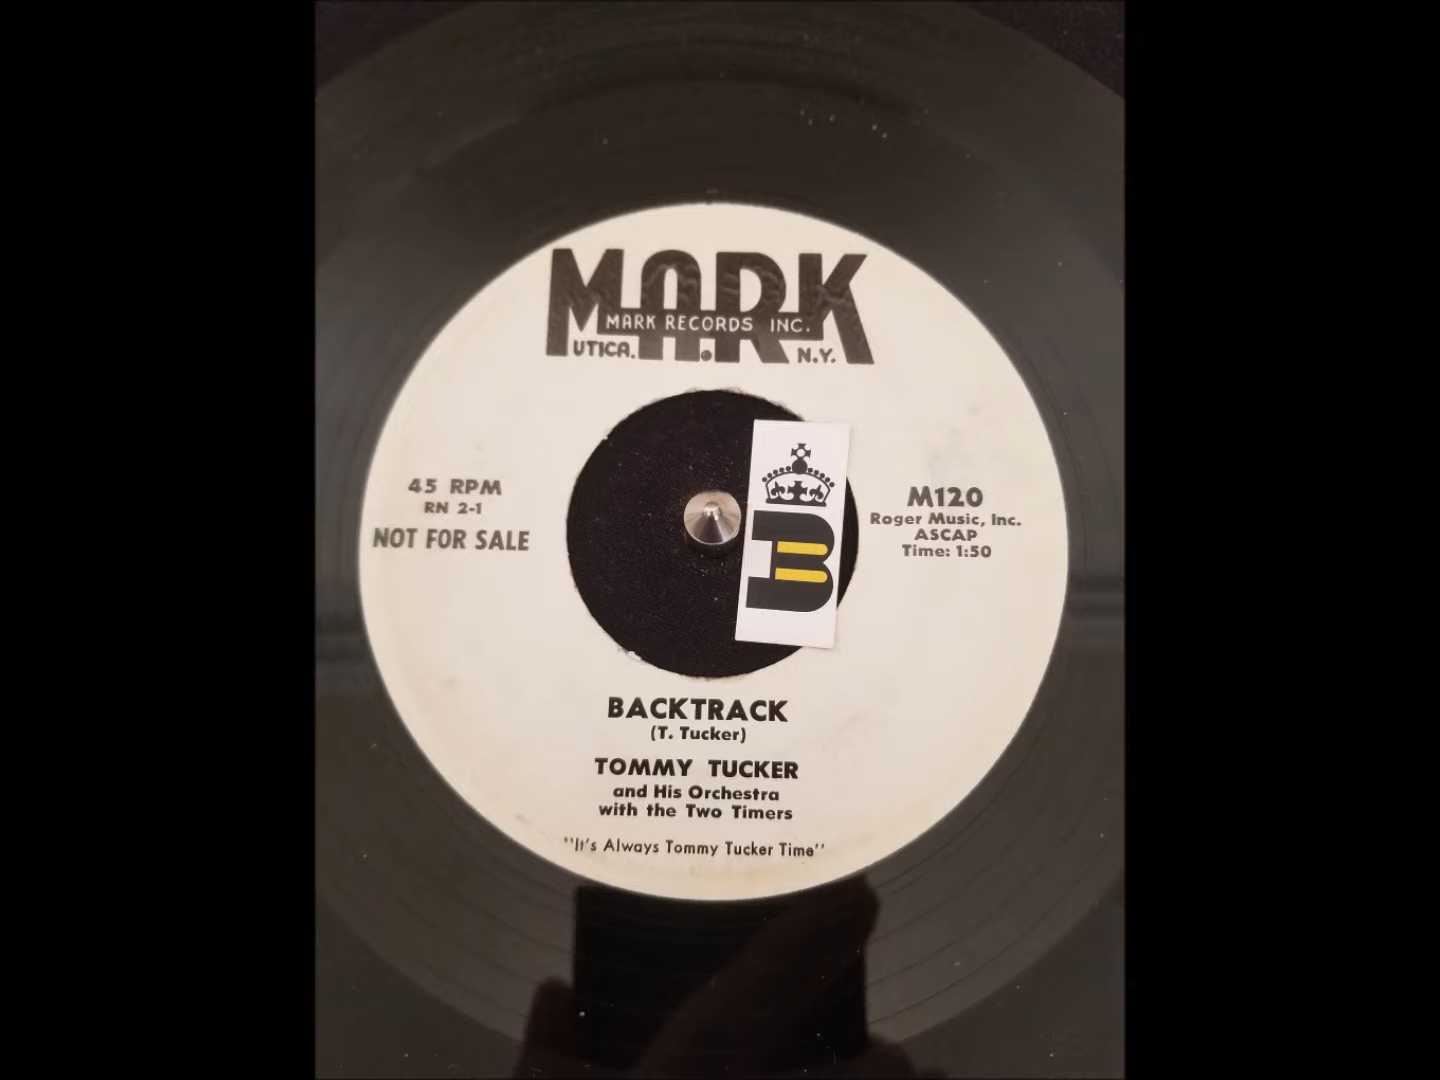 MARK
MARK RECORDS INC.
UTICA. N.Y.
45 RPM
RN 2-1
NOT FOR SALE
M120
Roger Music, Inc.
ASCAP
Time: 1:50
B
BACKTRACK
(T. Tucker)
TOMMY TUCKER
and His Orchestra
with the Two Timers
"It's Always Tommy Tucker Time"